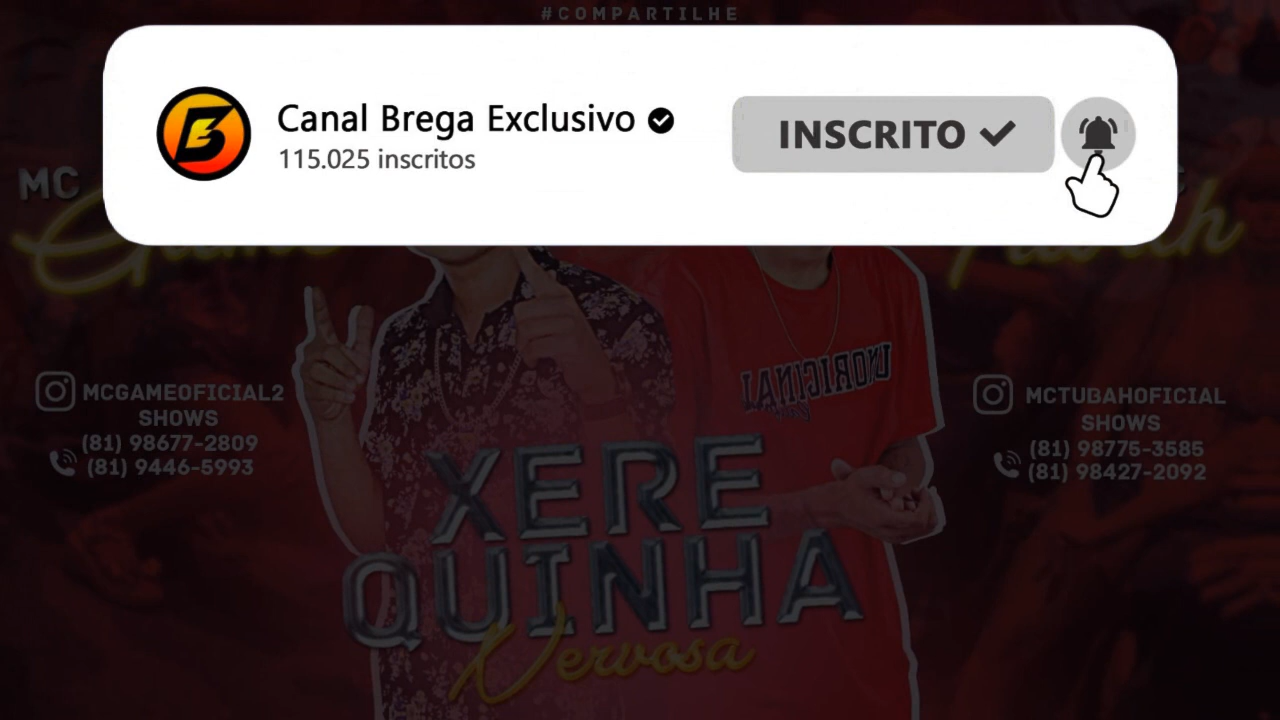 #COMPARTILHE
Canal Brega Exclusivo
115.025 inscritos
INSCRITO
MC
MCGAMEOFICIAL2
SHOWS
(81) 98677-2809
(81) 9446-5993
UNORIGINAL
MCTUBAHOFICIAL
SHOWS
(81) 98775-3585
(81) 98427-2092
XERE
QUINHA
Nervosa